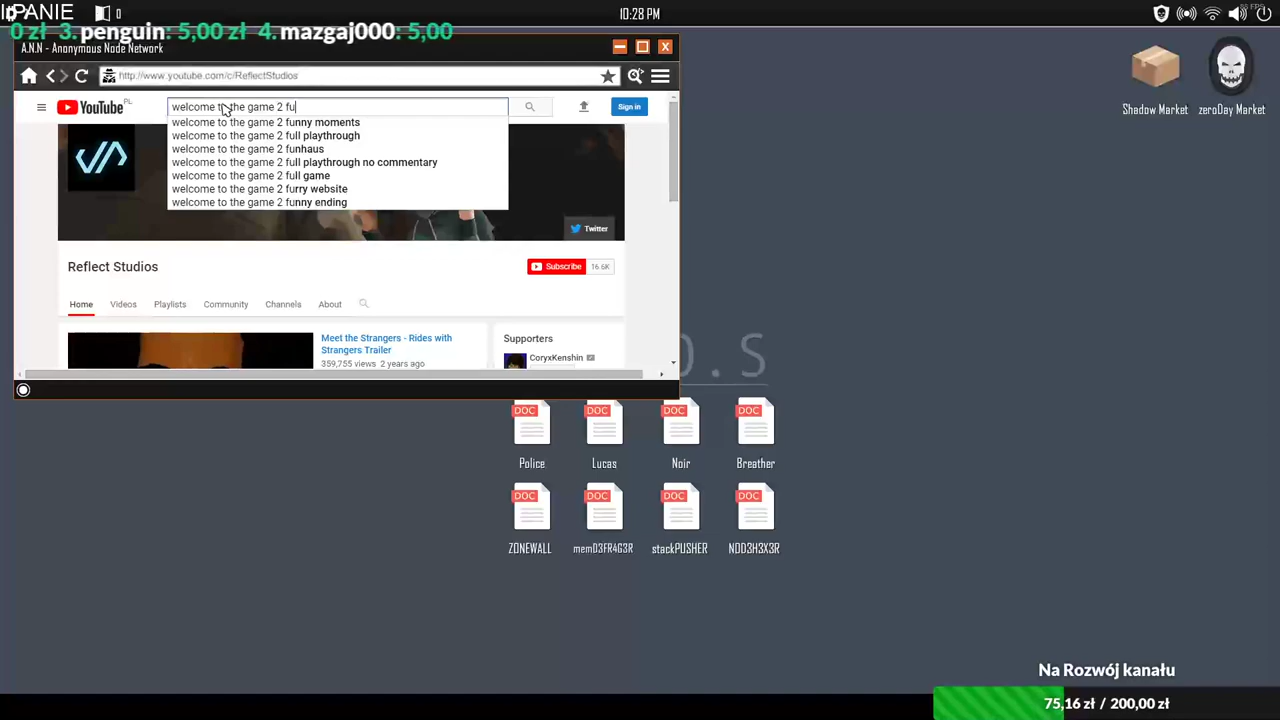 LIPANIE
0
10:28 PM
0 zł 3. penguin: 5,00 zł 4. mazgaj000: 5,00
A.N.N - Anonymous Node Network
http://www.youtube.com/c/ReflectStudios
YouTube PL
welcome to the game 2 fu
Sign in
welcome to the game 2 funny moments
welcome to the game 2 full playthrough
welcome to the game 2 funhaus
welcome to the game 2 full playthrough no commentary
welcome to the game 2 full game
welcome to the game 2 furry website
welcome to the game 2 funny ending
Twitter
Reflect Studios
Subscribe 16.6K
Home Videos Playlists Community Channels About
Meet the Strangers - Rides with
Strangers Trailer
359,755 views 2 years ago
Supporters
CoryxKenshin
Shadow Market
zeroDay Market
O.S
DOC DOC DOC DOC
Police Lucas Noir Breather
DOC DOC DOC DOC
ZONEWALL memD3FR4G3R stackPUSHER NDD3H3X3R
Na Rozwój kanału
75,16 zł / 200,00 zł